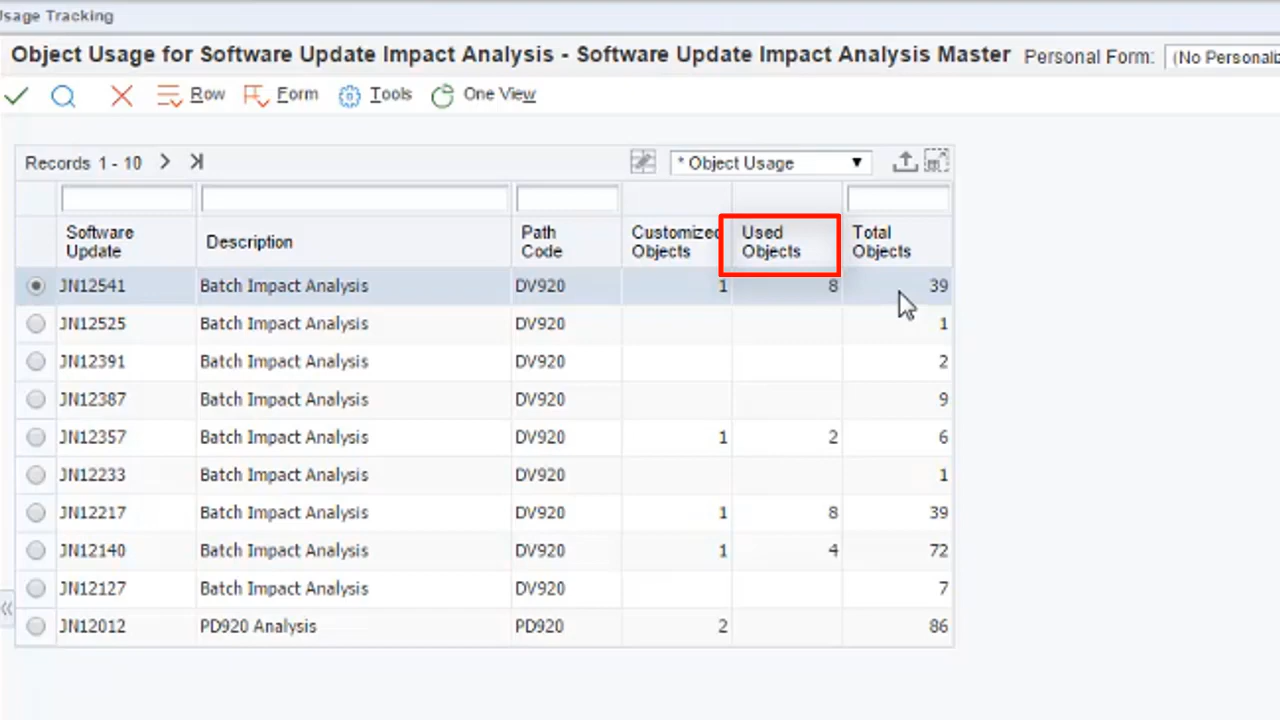 Usage Tracking
Object Usage for Software Update Impact Analysis - Software Update Impact Analysis Master Personal Form: (No Personaliz
Row Form Tools One View
Records 1 - 10 * Object Usage
Software Update Description Path Code Customized Objects Used Objects Total Objects
JN12541 Batch Impact Analysis DV920 1 8 39
JN12525 Batch Impact Analysis DV920 1
JN12391 Batch Impact Analysis DV920 2
JN12387 Batch Impact Analysis DV920 9
JN12357 Batch Impact Analysis DV920 1 2 6
JN12233 Batch Impact Analysis DV920 1
JN12217 Batch Impact Analysis DV920 1 8 39
JN12140 Batch Impact Analysis DV920 1 4 72
JN12127 Batch Impact Analysis DV920 7
JN12012 PD920 Analysis PD920 2 86